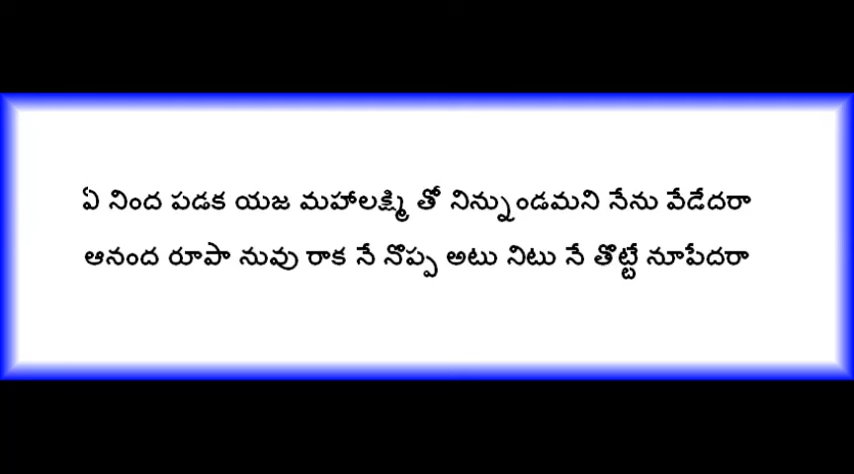 ఏ నింద పడక యజ మహాలక్ష్మి తో నిన్నుండమని నేను వేడేదరా
ఆనంద రూపా నువు రాక నే నొప్ప అటు నిటు నే తొట్టే నూపేదరా